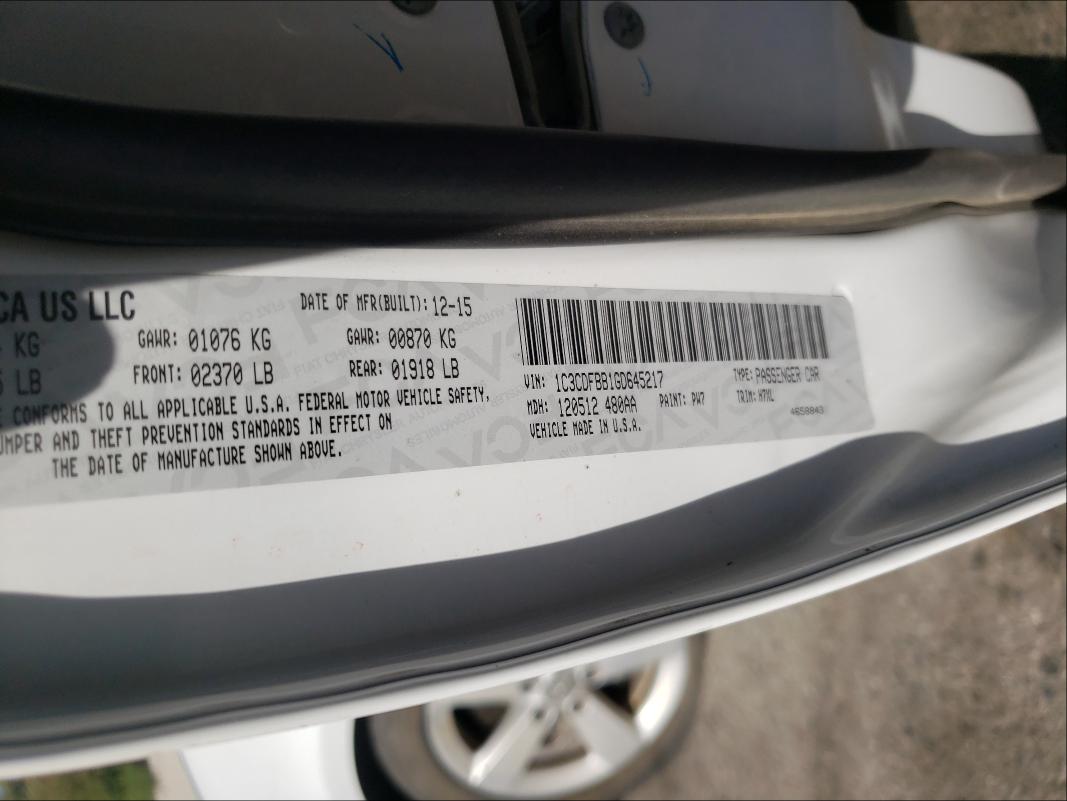 CA US LLC
DATE OF MFR(BUILT): 12-15
KG GAWR: 01076 KG GAWR: 00870 KG
LB FRONT: 02370 LB REAR: 01918 LB
CONFORMS TO ALL APPLICABLE U.S.A. FEDERAL MOTOR VEHICLE SAFETY,
UMPER AND THEFT PREVENTION STANDARDS IN EFFECT ON
THE DATE OF MANUFACTURE SHOWN ABOVE.
VIN: 1C3CDFBB1GD645217 TYPE: PASSENGER CAR
MDH: 120512 480AA PAINT: PW7 TRIM: H7XL
4658843
VEHICLE MADE IN U.S.A.